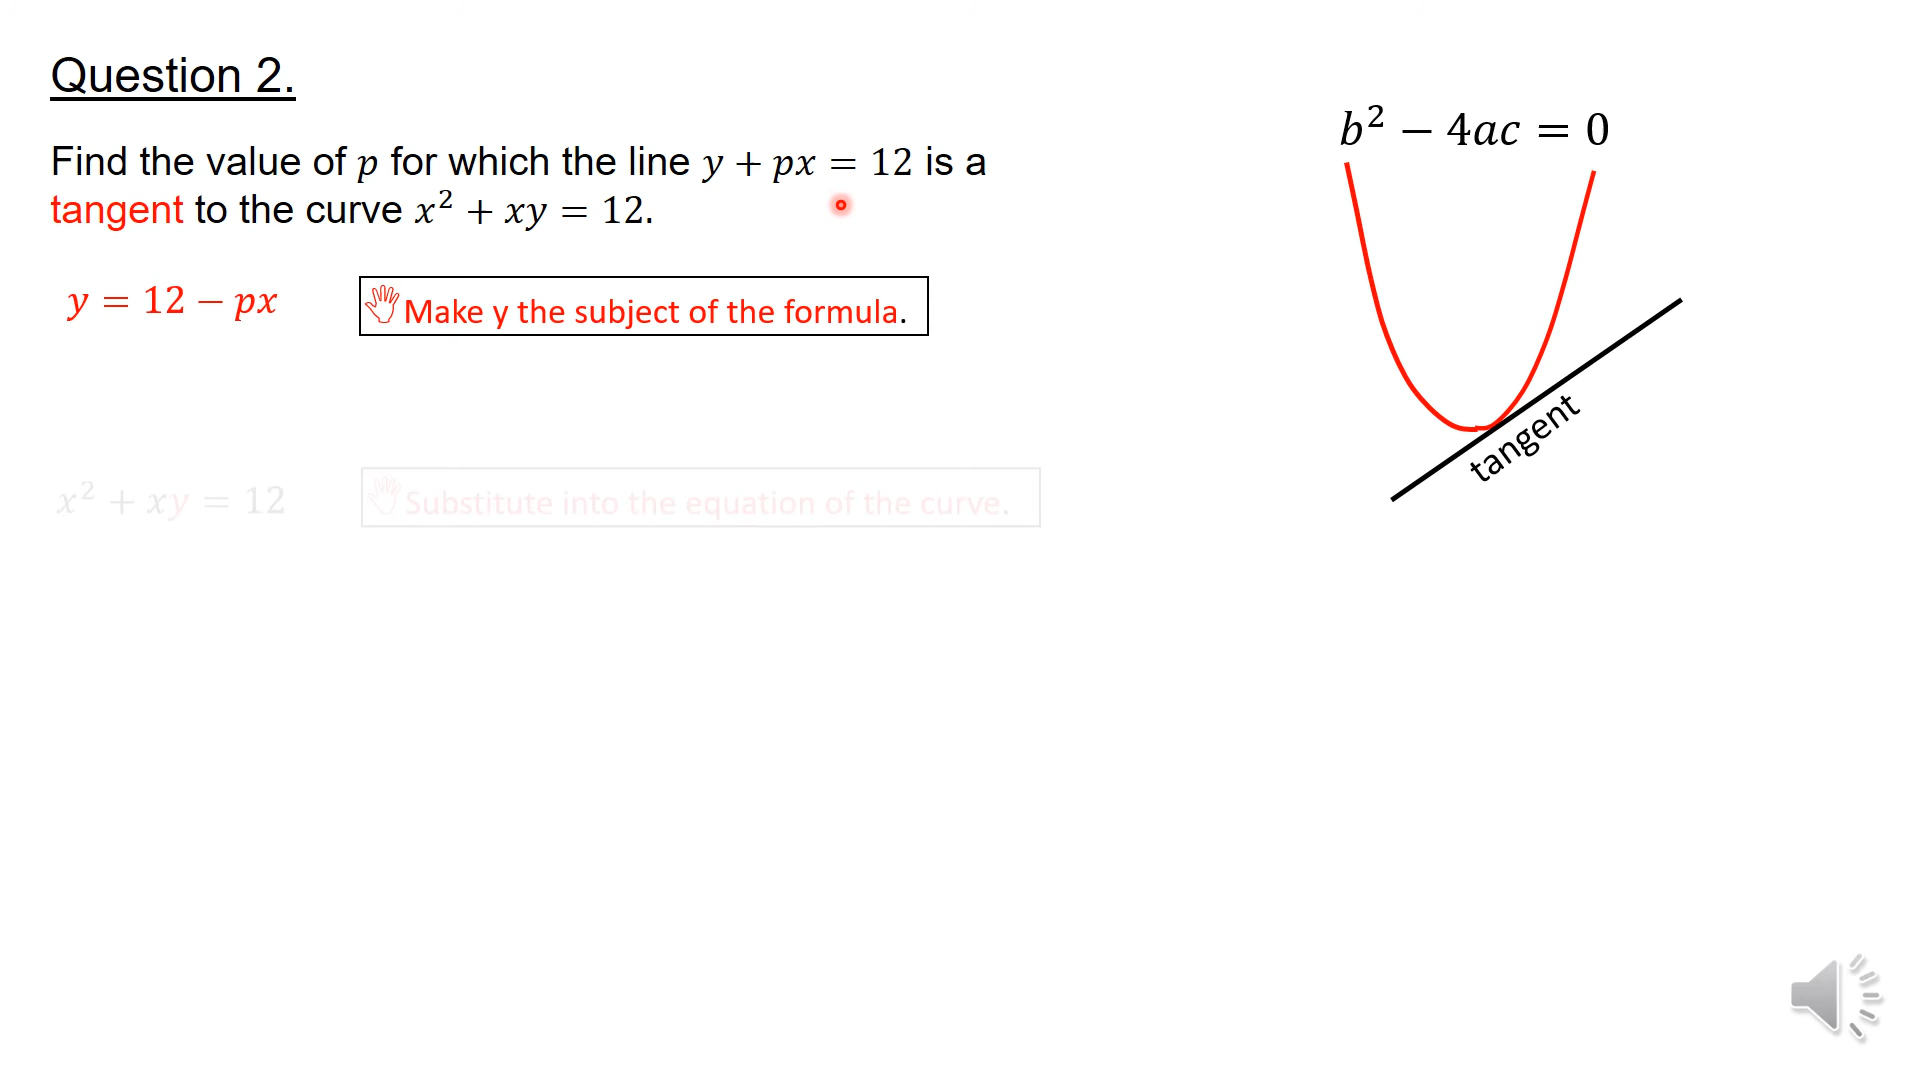 Question 2.
Find the value of p for which the line y + px = 12 is a
tangent to the curve x² + xy = 12.
y = 12 − px
Make y the subject of the formula.
x² + xy = 12
Substitute into the equation of the curve.
b² − 4ac = 0
tangent